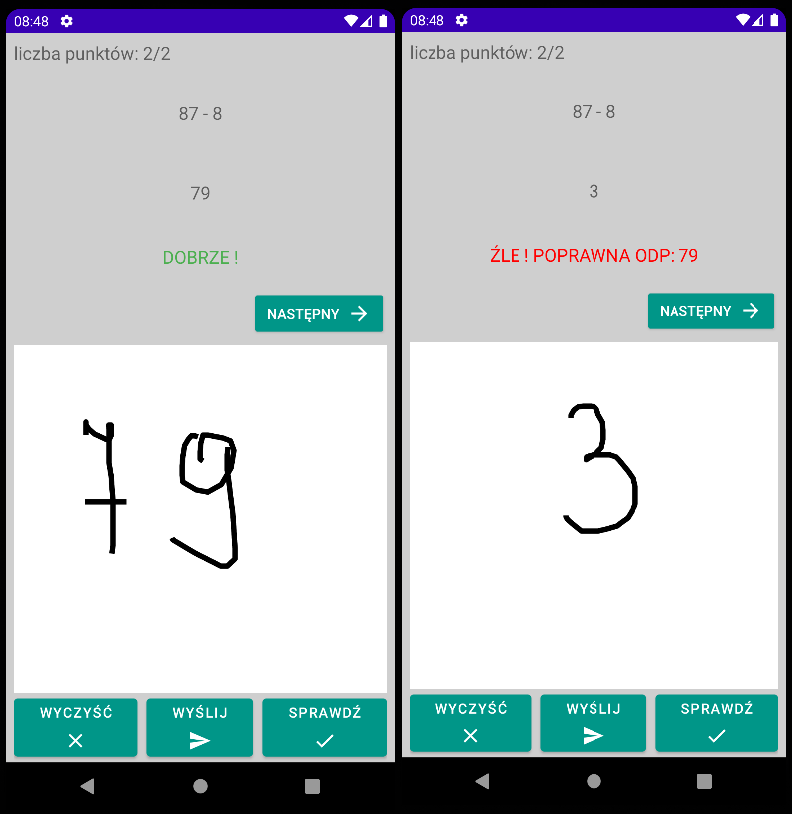 08:48
liczba punktów: 2/2
87 - 8
79
DOBRZE !
NASTĘPNY
79
WYCZYŚĆ
WYŚLIJ
SPRAWDŹ
08:48
liczba punktów: 2/2
87 - 8
3
ŹLE ! POPRAWNA ODP: 79
NASTĘPNY
3
WYCZYŚĆ
WYŚLIJ
SPRAWDŹ